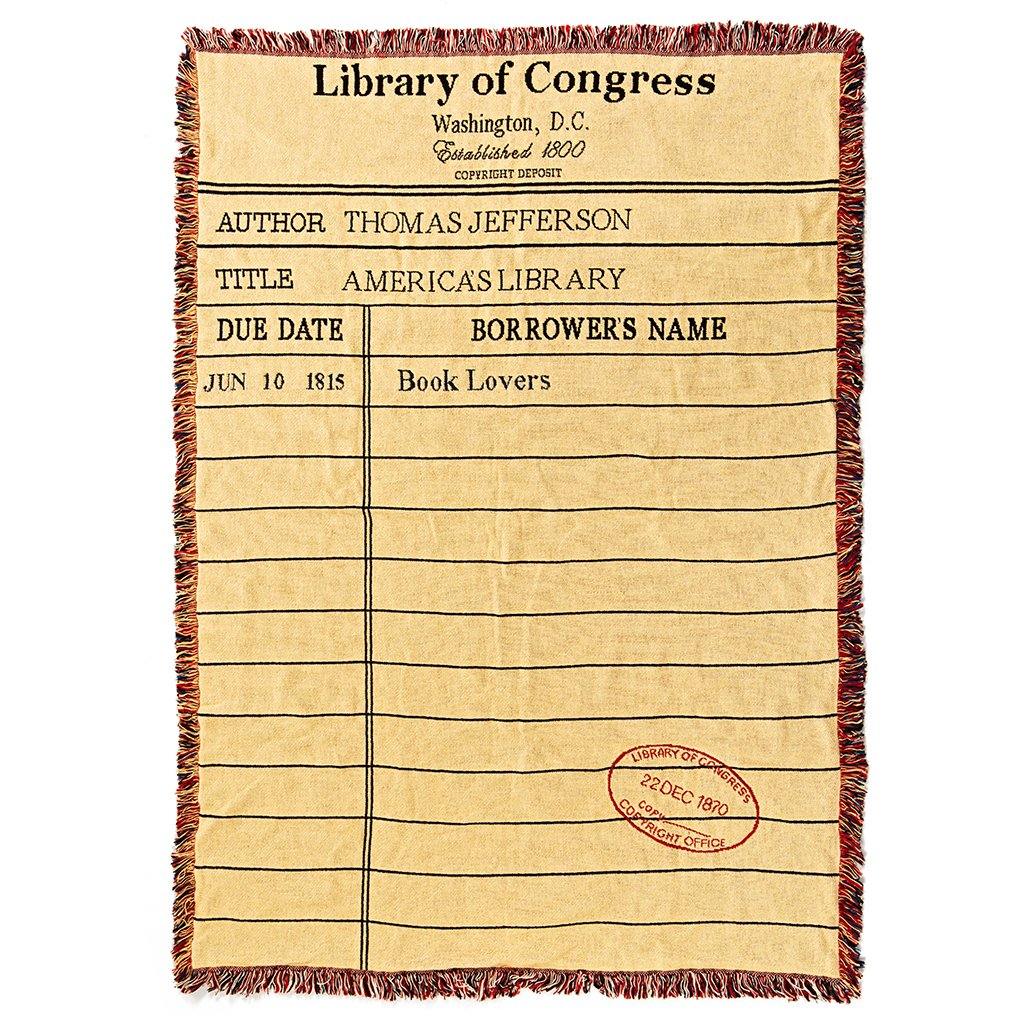 Library of Congress
Washington, D.C.
Established 1800
COPYRIGHT DEPOSIT
AUTHOR THOMAS JEFFERSON
TITLE AMERICA'S LIBRARY
DUE DATE BORROWER'S NAME
JUN 10 1815 Book Lovers
LIBRARY OF CONGRESS
22 DEC 1870
COPY
COPYRIGHT OFFICE